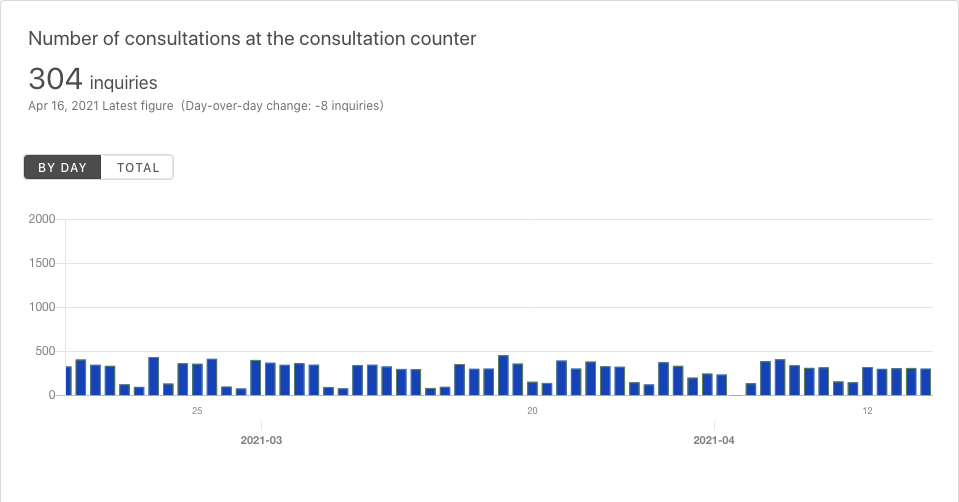 Number of consultations at the consultation counter
304 inquiries
Apr 16, 2021 Latest figure (Day-over-day change: -8 inquiries)
BY DAY TOTAL
2000
1500
1000
500
0
25 20 12
2021-03 2021-04